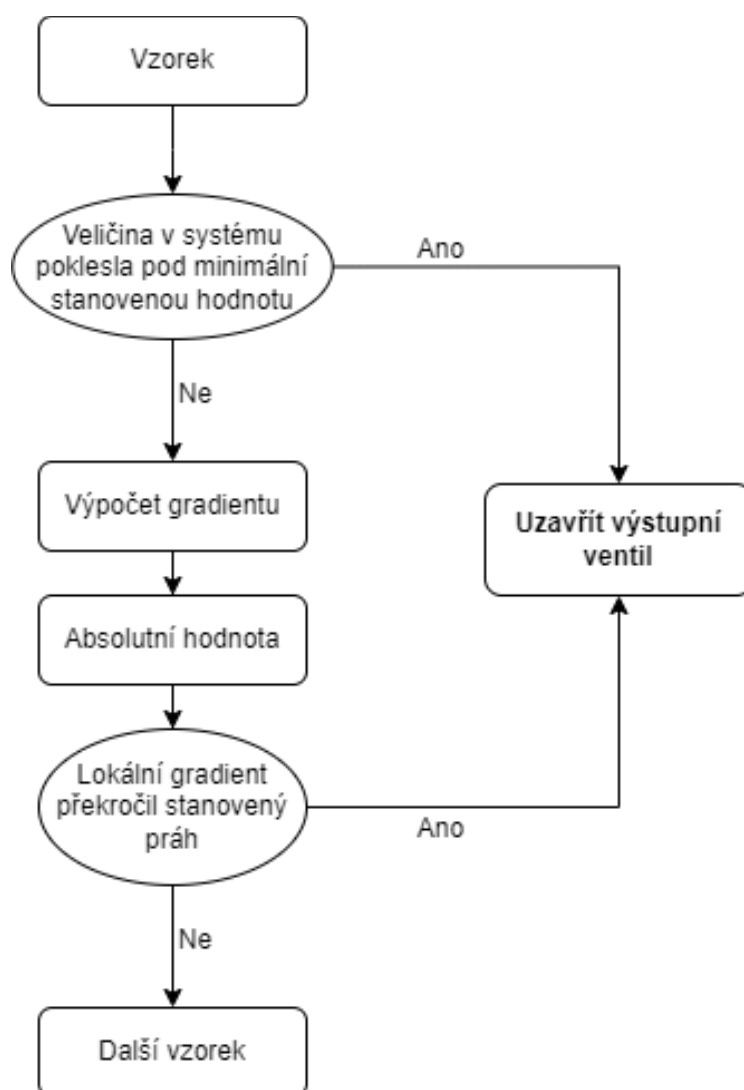 Vzorek
Veličina v systému
poklesla pod minimální
stanovenou hodnotu
Ano
Ne
Výpočet gradientu
Uzavřít výstupní
ventil
Absolutní hodnota
Lokální gradient
překročil stanovený
práh
Ano
Ne
Další vzorek